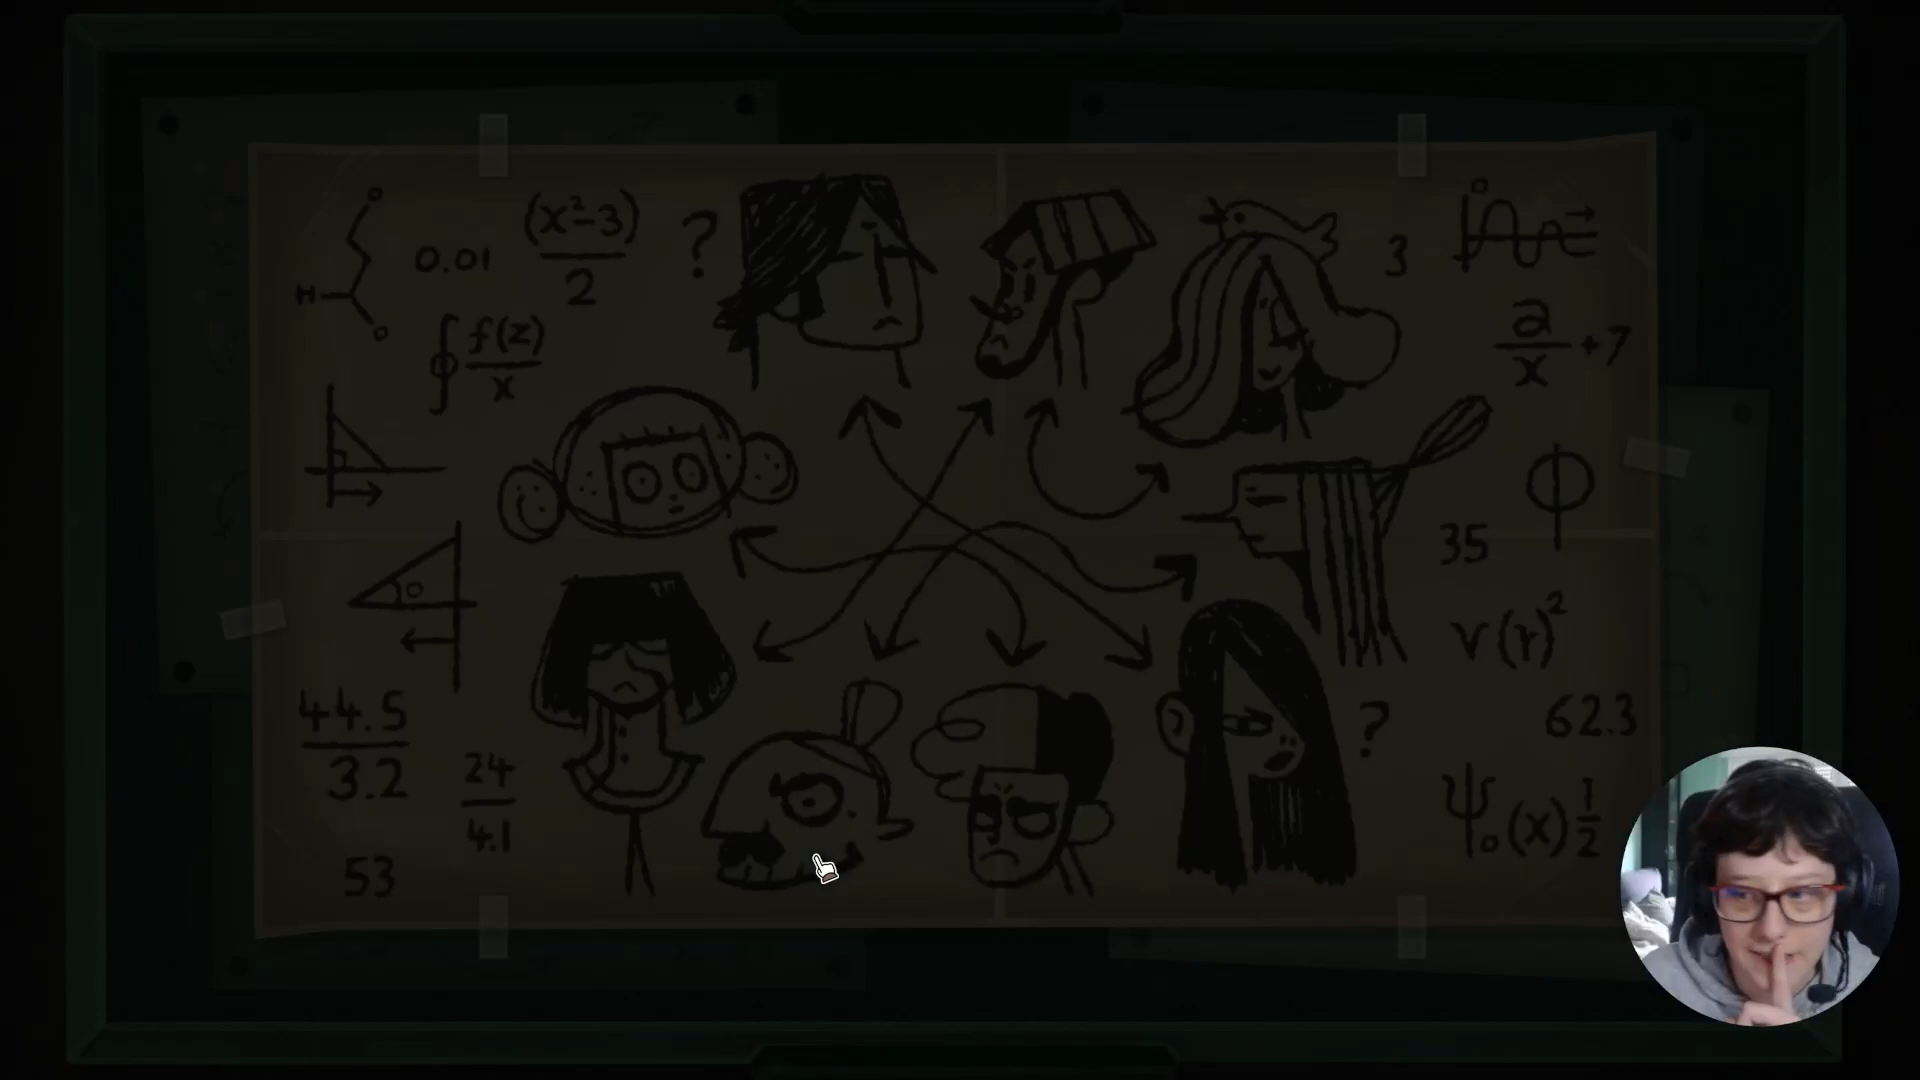 O
H
O
0.01
(x²-3)
2
?
∮ f(z)
x
3
O
a
x
+7
Φ
35
O
v(r)²
44.5
3.2
24
4.1
53
?
62.3
Ψ₀(x) 1
2